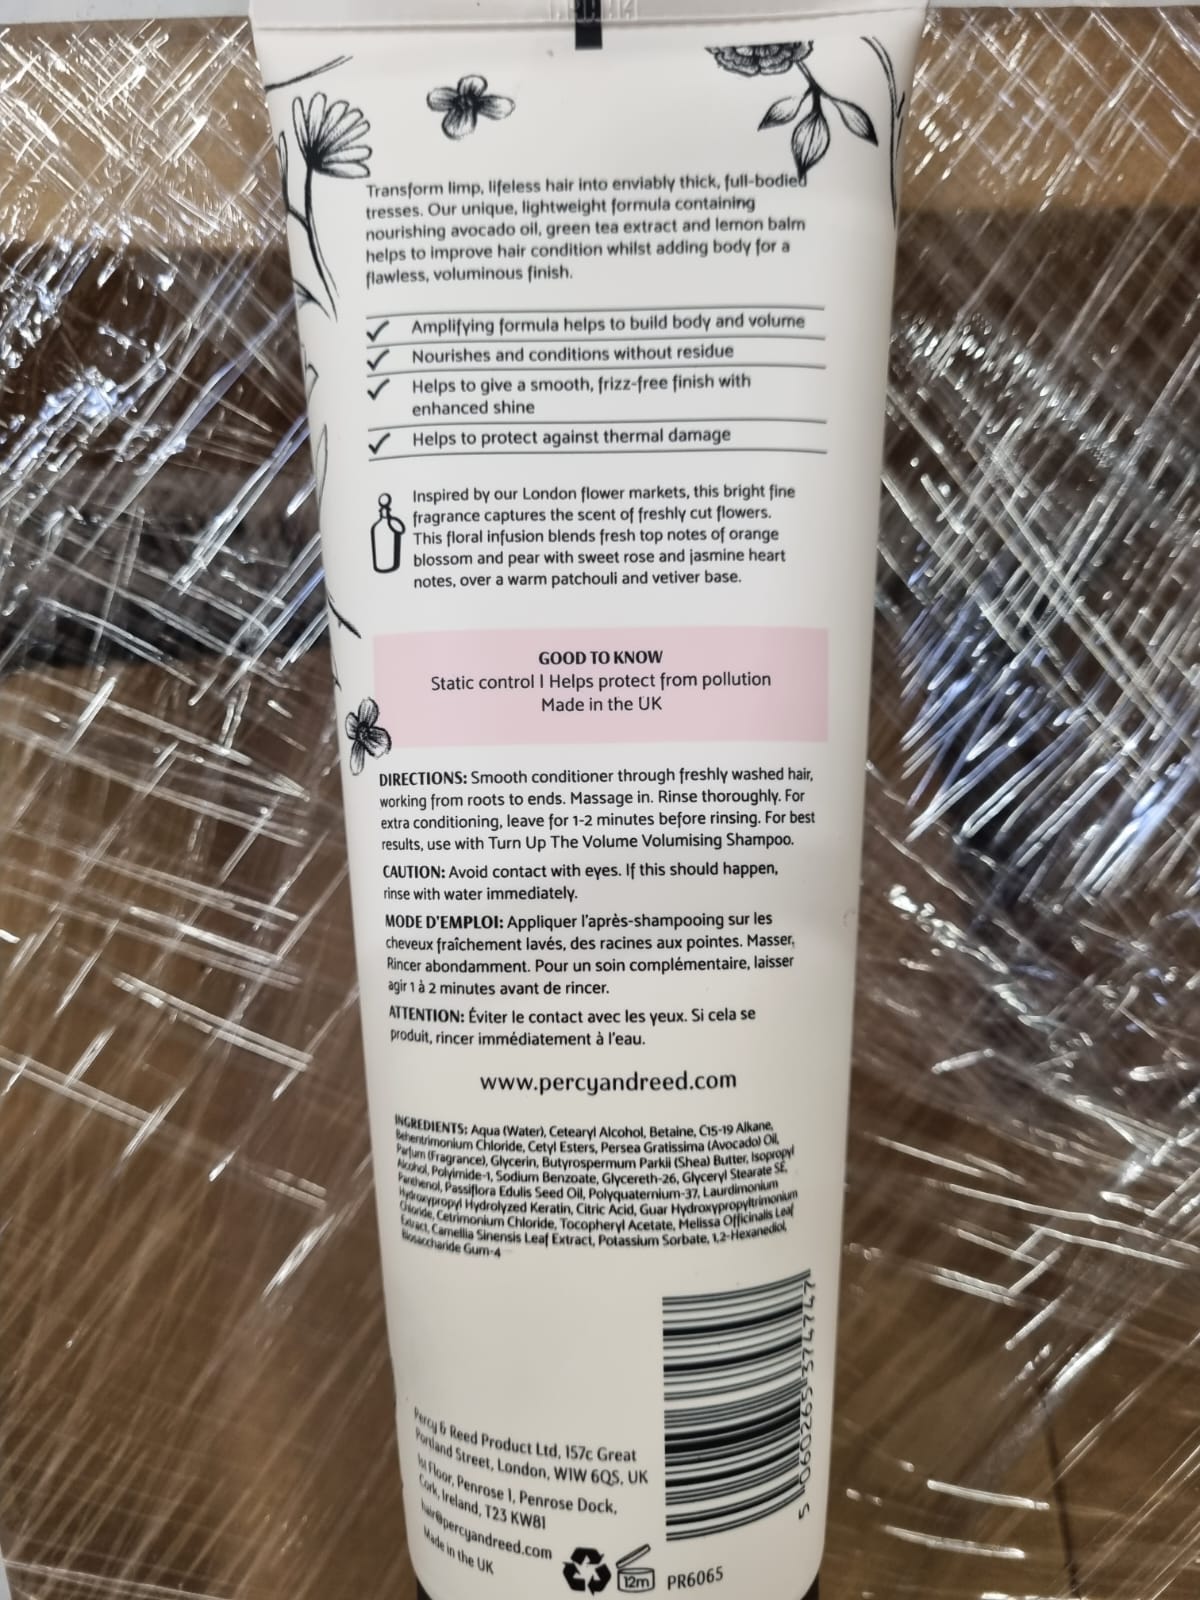 Transform limp, lifeless hair into enviably thick, full-bodied
tresses. Our unique, lightweight formula containing
nourishing avocado oil, green tea extract and lemon balm
helps to improve hair condition whilst adding body for a
flawless, voluminous finish.
Amplifying formula helps to build body and volume
Nourishes and conditions without residue
Helps to give a smooth, frizz-free finish with
enhanced shine
Helps to protect against thermal damage
Inspired by our London flower markets, this bright fine
fragrance captures the scent of freshly cut flowers.
This floral infusion blends fresh top notes of orange
blossom and pear with sweet rose and jasmine heart
notes, over a warm patchouli and vetiver base.
GOOD TO KNOW
Static control | Helps protect from pollution
Made in the UK
DIRECTIONS: Smooth conditioner through freshly washed hair,
working from roots to ends. Massage in. Rinse thoroughly. For
extra conditioning, leave for 1-2 minutes before rinsing. For best
results, use with Turn Up The Volume Volumising Shampoo.
CAUTION: Avoid contact with eyes. If this should happen,
rinse with water immediately.
MODE D'EMPLOI: Appliquer l'après-shampooing sur les
cheveux fraîchement lavés, des racines aux pointes. Masser.
Rincer abondamment. Pour un soin complémentaire, laisser
agir 1 à 2 minutes avant de rincer.
ATTENTION: Éviter le contact avec les yeux. Si cela se
produit, rincer immédiatement à l'eau.
www.percyandreed.com
INGREDIENTS: Aqua (Water), Cetearyl Alcohol, Betaine, C15-19 Alkane,
Behentrimonium Chloride, Cetyl Esters, Persea Gratissima (Avocado) Oil,
Parfum (Fragrance), Glycerin, Butyrospermum Parkii (Shea) Butter, Isopropyl
Alcohol, Polyimide-1, Sodium Benzoate, Glycereth-26, Glyceryl Stearate SE,
Panthenol, Passiflora Edulis Seed Oil, Polyquaternium-37, Laurdimonium
Hydroxypropyl Hydrolyzed Keratin, Citric Acid, Guar Hydroxypropyltrimonium
Chloride, Cetrimonium Chloride, Tocopheryl Acetate, Melissa Officinalis Leaf
Extract, Camellia Sinensis Leaf Extract, Potassium Sorbate, 1,2-Hexanediol,
Biosaccharide Gum-4
Percy & Reed Product Ltd, 157c Great
Portland Street, London, W1W 6QS, UK
1st Floor, Penrose 1, Penrose Dock,
Cork, Ireland, T23 KW81
hair@percyandreed.com
Made in the UK
5 060265 374747
12m
PR6065